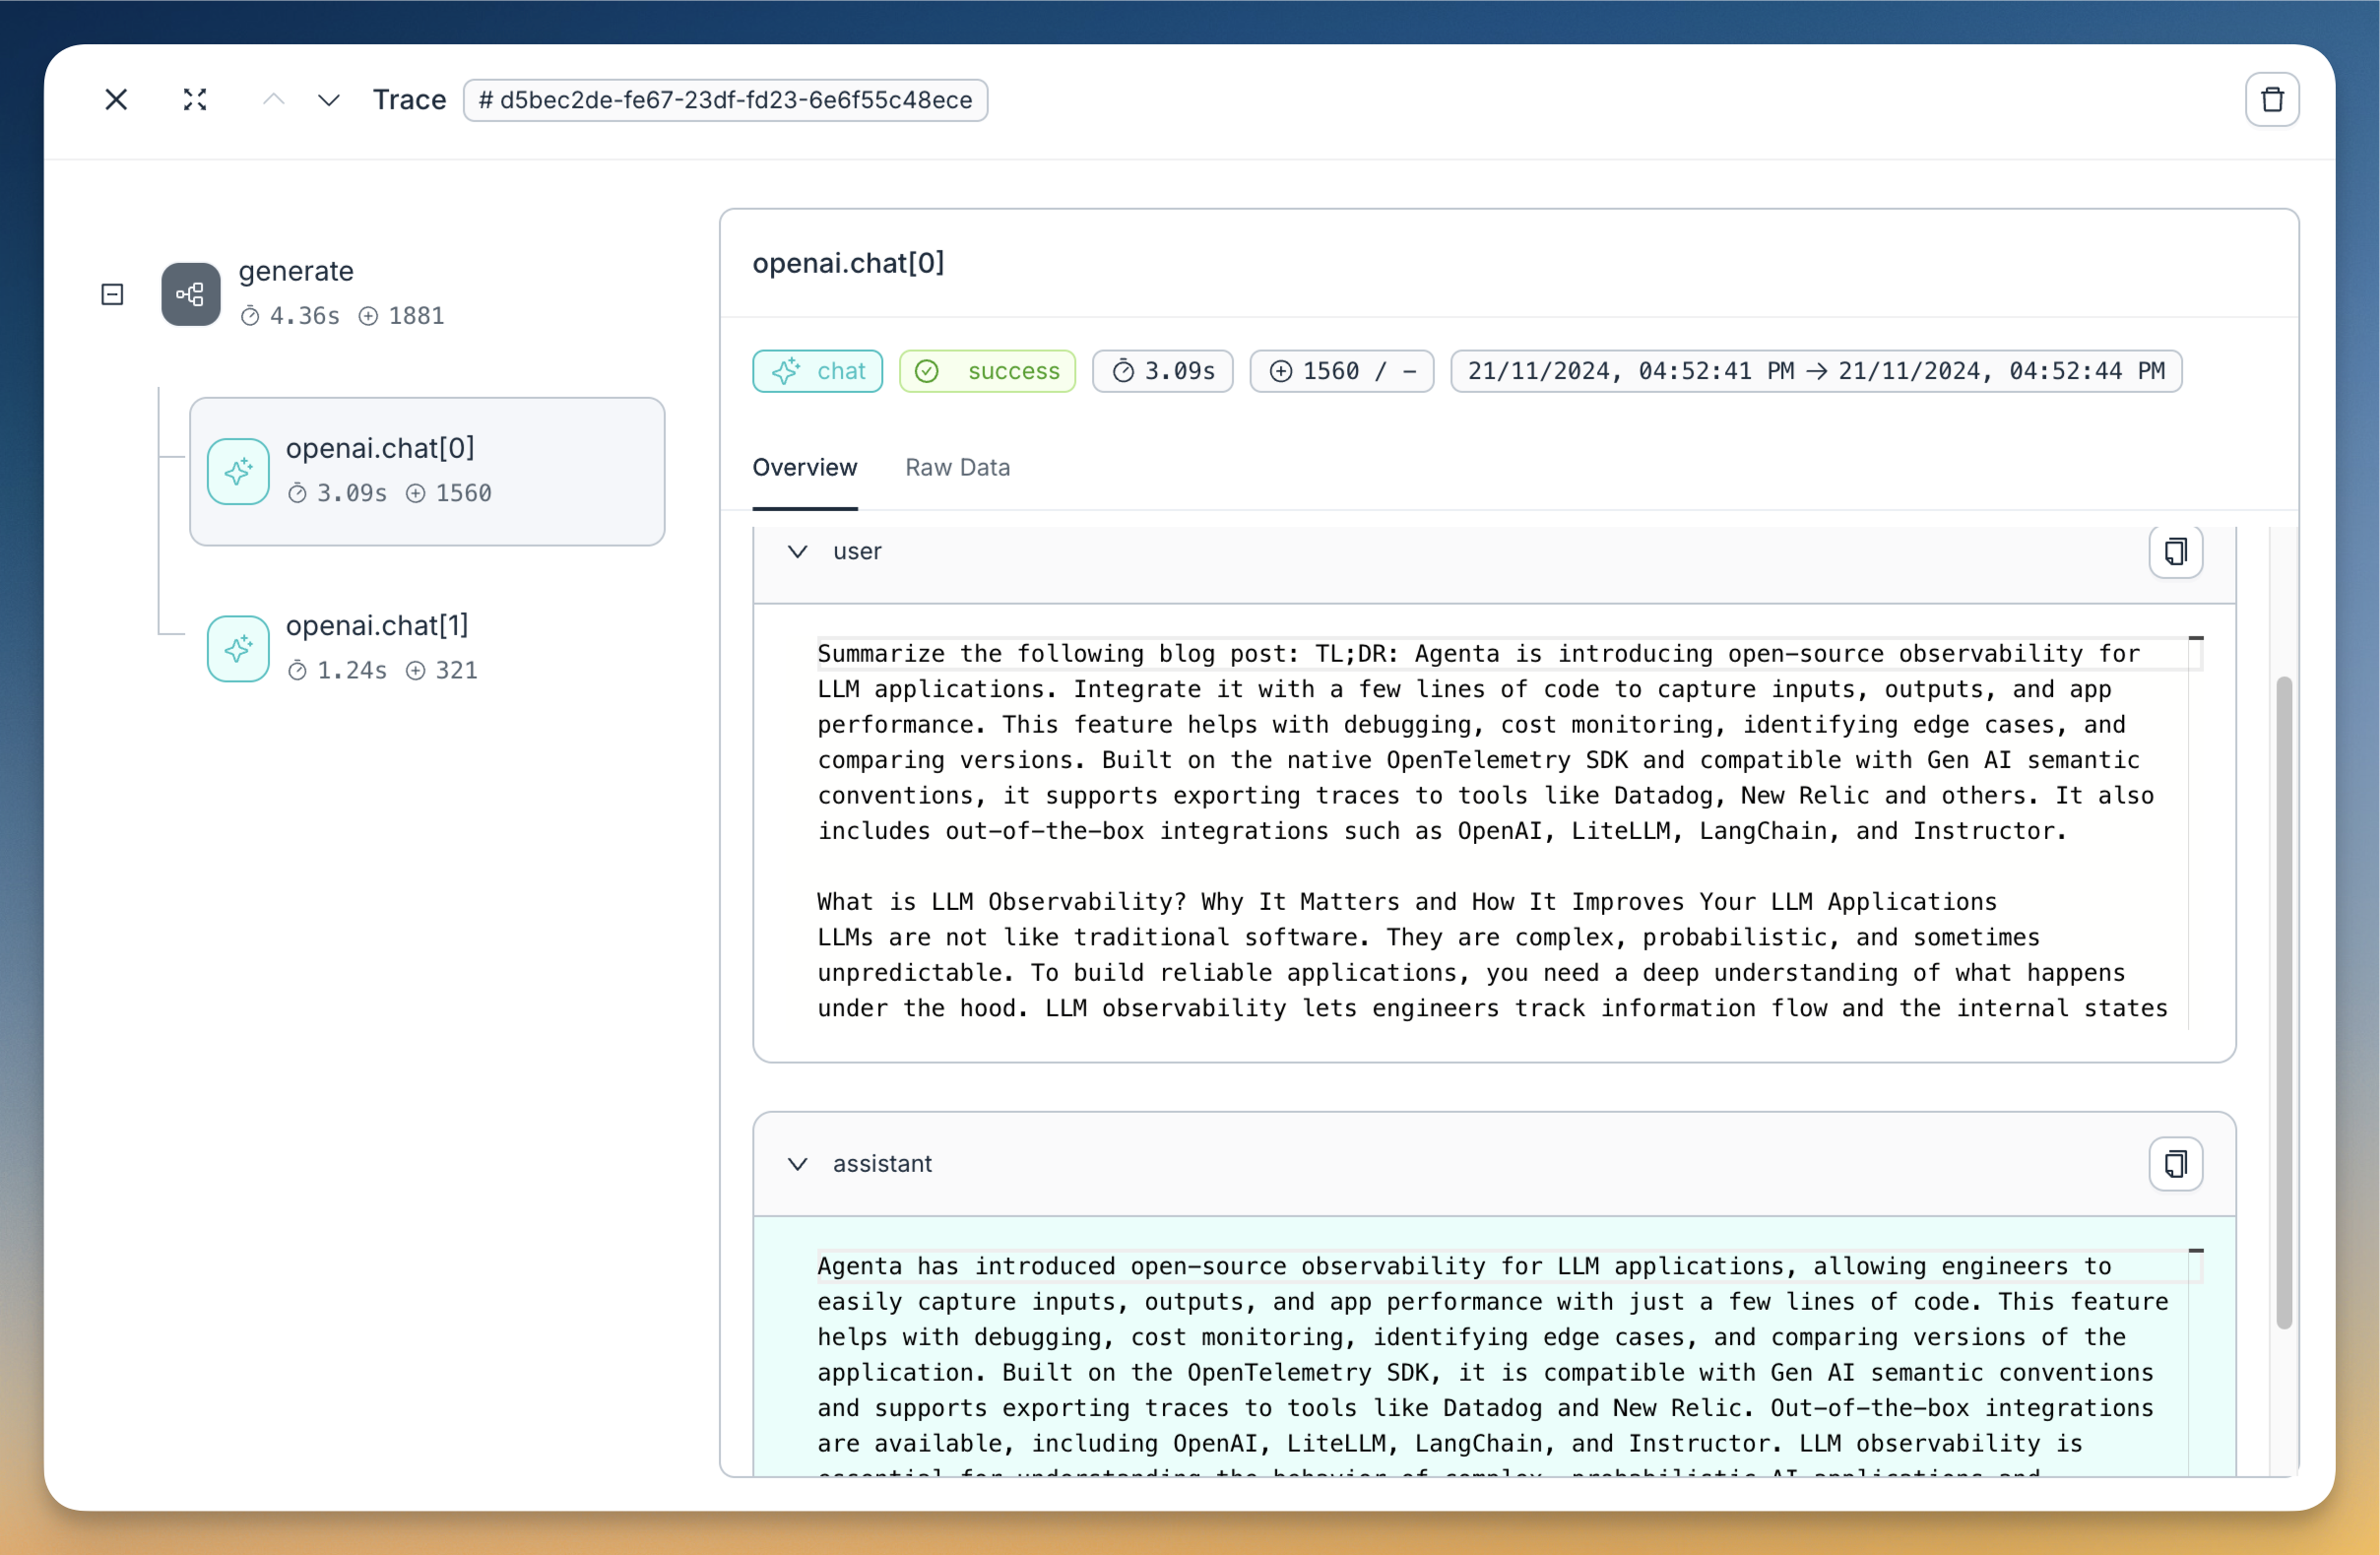 Trace # d5bec2de-fe67-23df-fd23-6e6f55c48ece
generate
4.36s 1881
openai.chat[0]
3.09s 1560
openai.chat[1]
1.24s 321
openai.chat[0]
chat success 3.09s 1560 / – 21/11/2024, 04:52:41 PM → 21/11/2024, 04:52:44 PM
Overview Raw Data
user
Summarize the following blog post: TL;DR: Agenta is introducing open-source observability for
LLM applications. Integrate it with a few lines of code to capture inputs, outputs, and app
performance. This feature helps with debugging, cost monitoring, identifying edge cases, and
comparing versions. Built on the native OpenTelemetry SDK and compatible with Gen AI semantic
conventions, it supports exporting traces to tools like Datadog, New Relic and others. It also
includes out-of-the-box integrations such as OpenAI, LiteLLM, LangChain, and Instructor.
What is LLM Observability? Why It Matters and How It Improves Your LLM Applications
LLMs are not like traditional software. They are complex, probabilistic, and sometimes
unpredictable. To build reliable applications, you need a deep understanding of what happens
under the hood. LLM observability lets engineers track information flow and the internal states
assistant
Agenta has introduced open-source observability for LLM applications, allowing engineers to
easily capture inputs, outputs, and app performance with just a few lines of code. This feature
helps with debugging, cost monitoring, identifying edge cases, and comparing versions of the
application. Built on the OpenTelemetry SDK, it is compatible with Gen AI semantic conventions
and supports exporting traces to tools like Datadog and New Relic. Out-of-the-box integrations
are available, including OpenAI, LiteLLM, LangChain, and Instructor. LLM observability is
essential for understanding the behavior of complex, probabilistic AI applications and